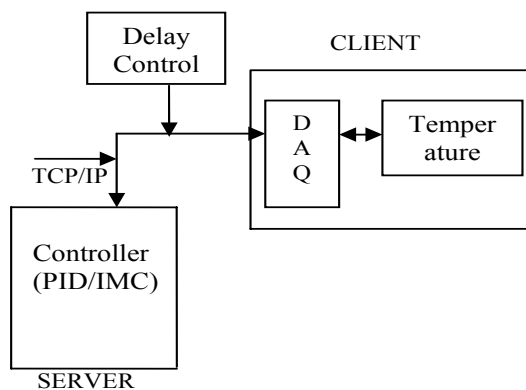 Delay
Control
CLIENT
D
A
Q
Temper
ature
TCP/IP
Controller
(PID/IMC)
SERVER